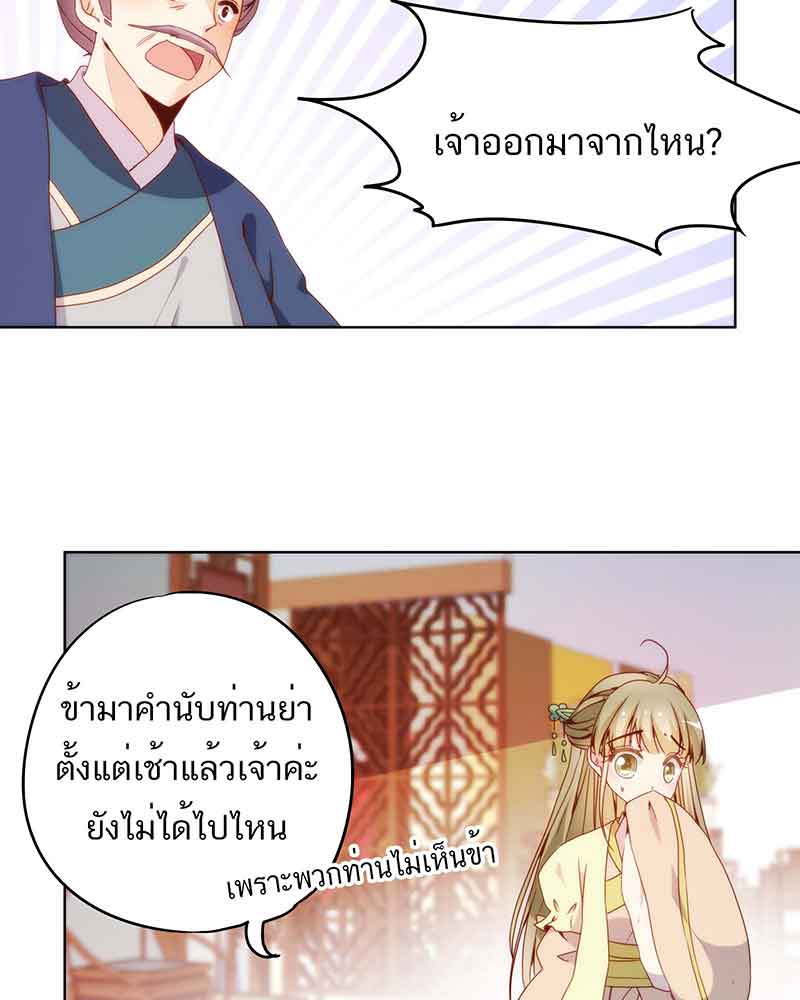 เจ้าออกมาจากไหน?
ข้ามาคำนับท่านย่า
ตั้งแต่เช้าแล้วเจ้าค่ะ
ยังไม่ได้ไปไหน
เพราะพวกท่านไม่เห็นข้า